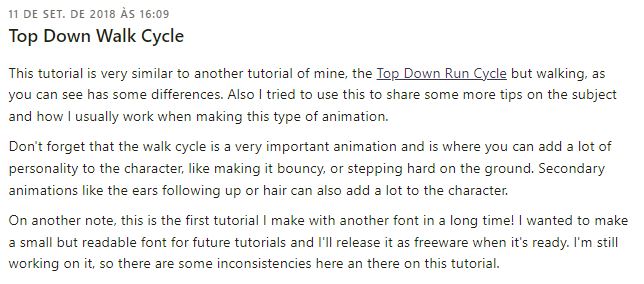 11 DE SET. DE 2018 ÀS 16:09
Top Down Walk Cycle
This tutorial is very similar to another tutorial of mine, the Top Down Run Cycle but walking, as
you can see has some differences. Also I tried to use this to share some more tips on the subject
and how I usually work when making this type of animation.
Don't forget that the walk cycle is a very important animation and is where you can add a lot of
personality to the character, like making it bouncy, or stepping hard on the ground. Secondary
animations like the ears following up or hair can also add a lot to the character.
On another note, this is the first tutorial I make with another font in a long time! I wanted to make
a small but readable font for future tutorials and I'll release it as freeware when it's ready. I'm still
working on it, so there are some inconsistencies here an there on this tutorial.